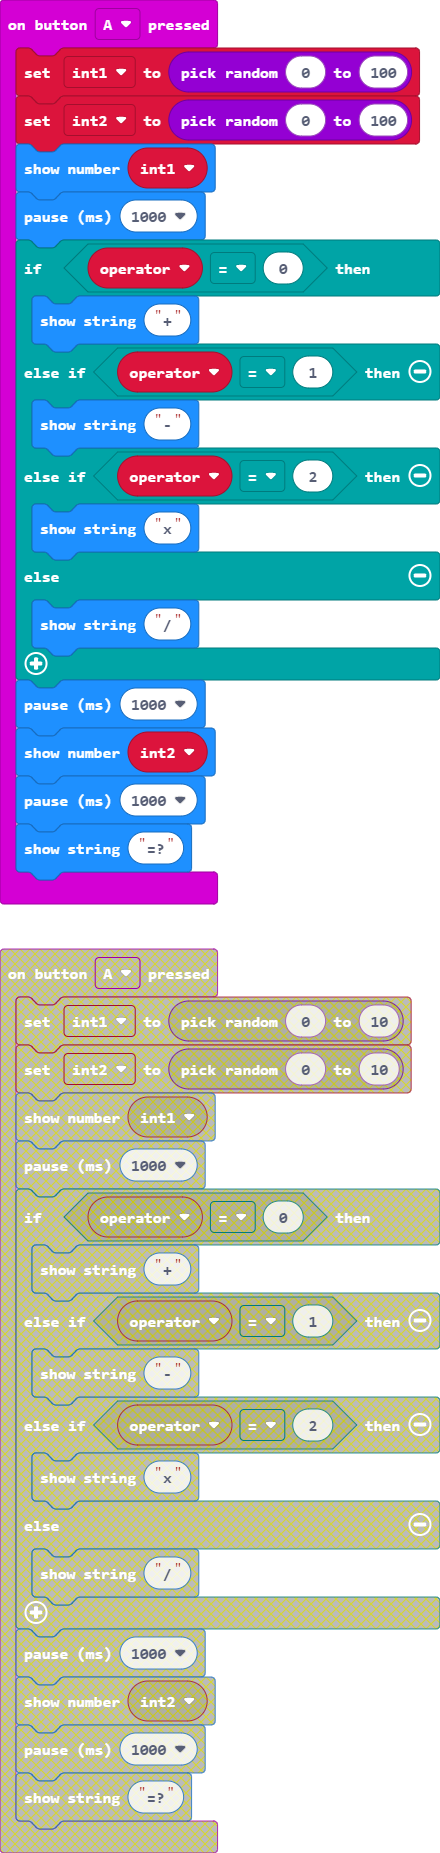 on button A pressed
set int1 to pick random 0 to 100
set int2 to pick random 0 to 100
show number int1
pause (ms) 1000
if operator = 0 then
show string "+"
else if operator = 1 then
show string "-"
else if operator = 2 then
show string "x"
else
show string "/"
pause (ms) 1000
show number int2
pause (ms) 1000
show string "=?"
on button A pressed
set int1 to pick random 0 to 10
set int2 to pick random 0 to 10
show number int1
pause (ms) 1000
if operator = 0 then
show string "+"
else if operator = 1 then
show string "-"
else if operator = 2 then
show string "x"
else
show string "/"
pause (ms) 1000
show number int2
pause (ms) 1000
show string "=?"